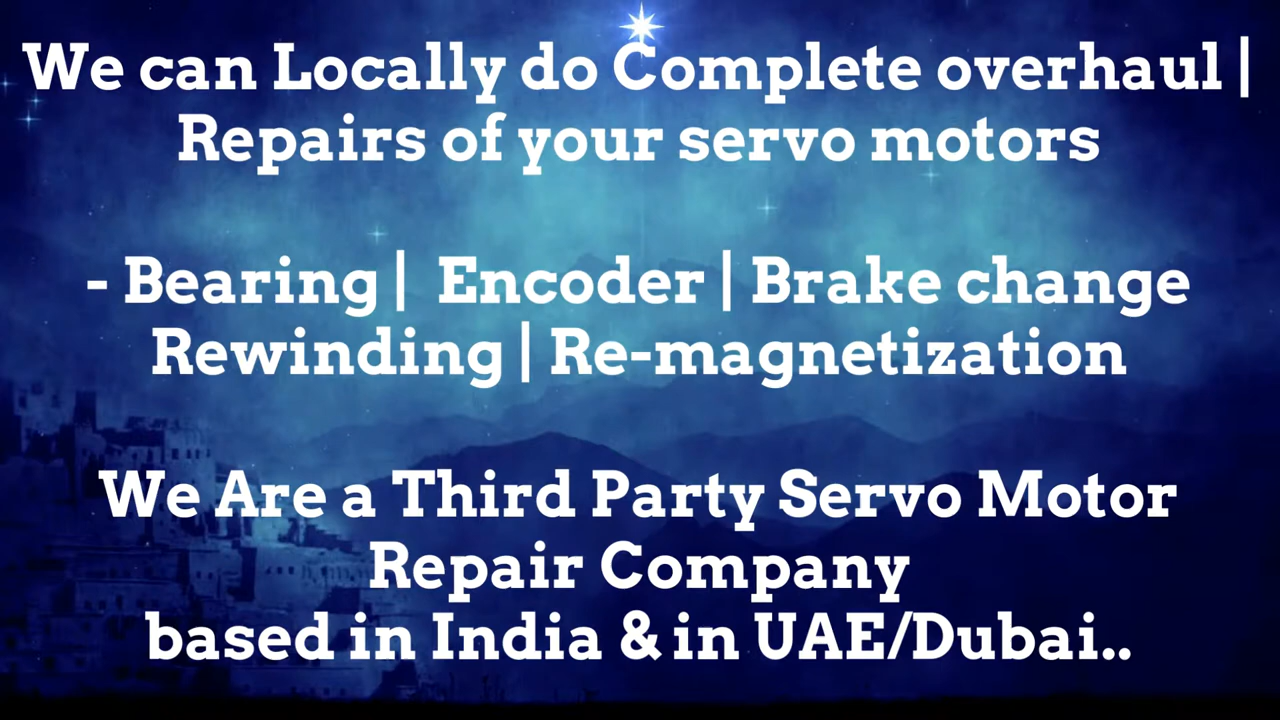 We can Locally do Complete overhaul |
Repairs of your servo motors
- Bearing | Encoder | Brake change
Rewinding | Re-magnetization
We Are a Third Party Servo Motor
Repair Company
based in India & in UAE/Dubai..